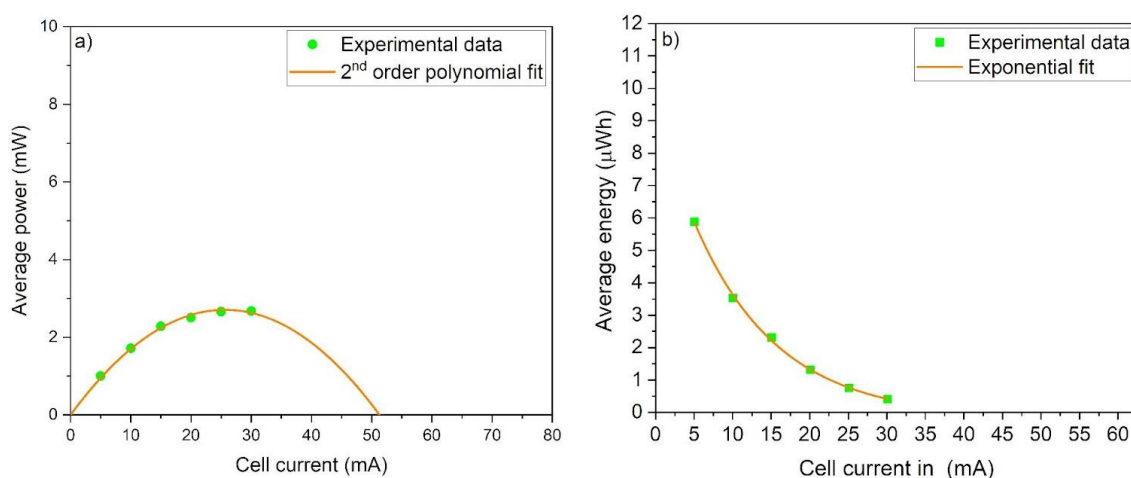 a)
Experimental data
2nd order polynomial fit
Average power (mW)
10
8
6
4
2
0
0 10 20 30 40 50 60 70 80
Cell current (mA)
b)
Experimental data
Exponential fit
Average energy (μWh)
12
11
10
9
8
7
6
5
4
3
2
1
0
0 5 10 15 20 25 30 35 40 45 50 55 60
Cell current in (mA)